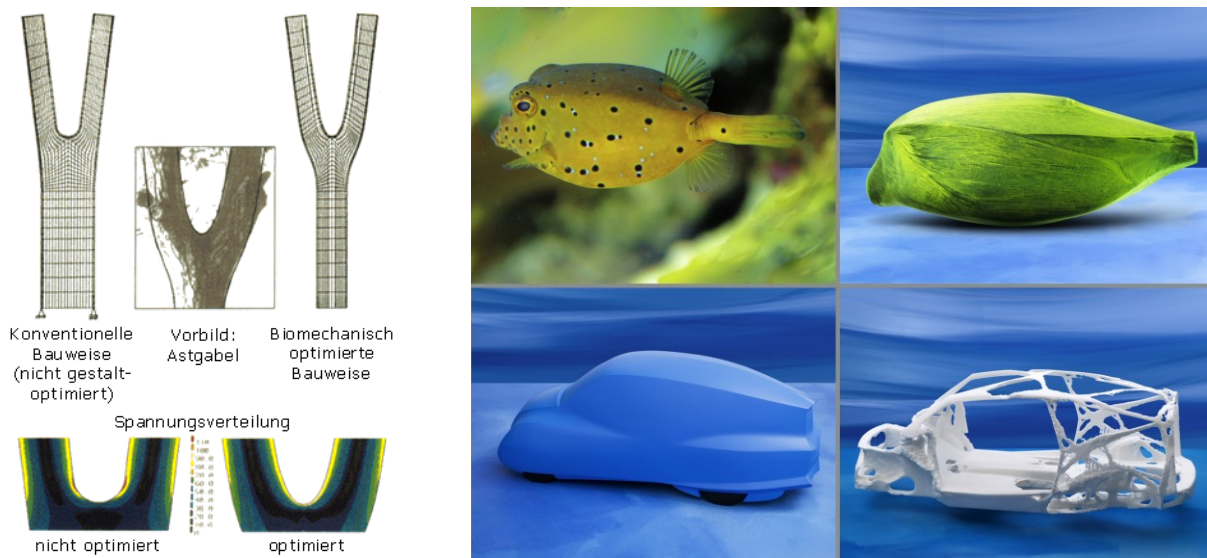 Konventionelle
Bauweise
(nicht gestalt-
optimiert)
Vorbild:
Astgabel
Biomechanisch
optimierte
Bauweise
Spannungsverteilung
nicht optimiert
optimiert